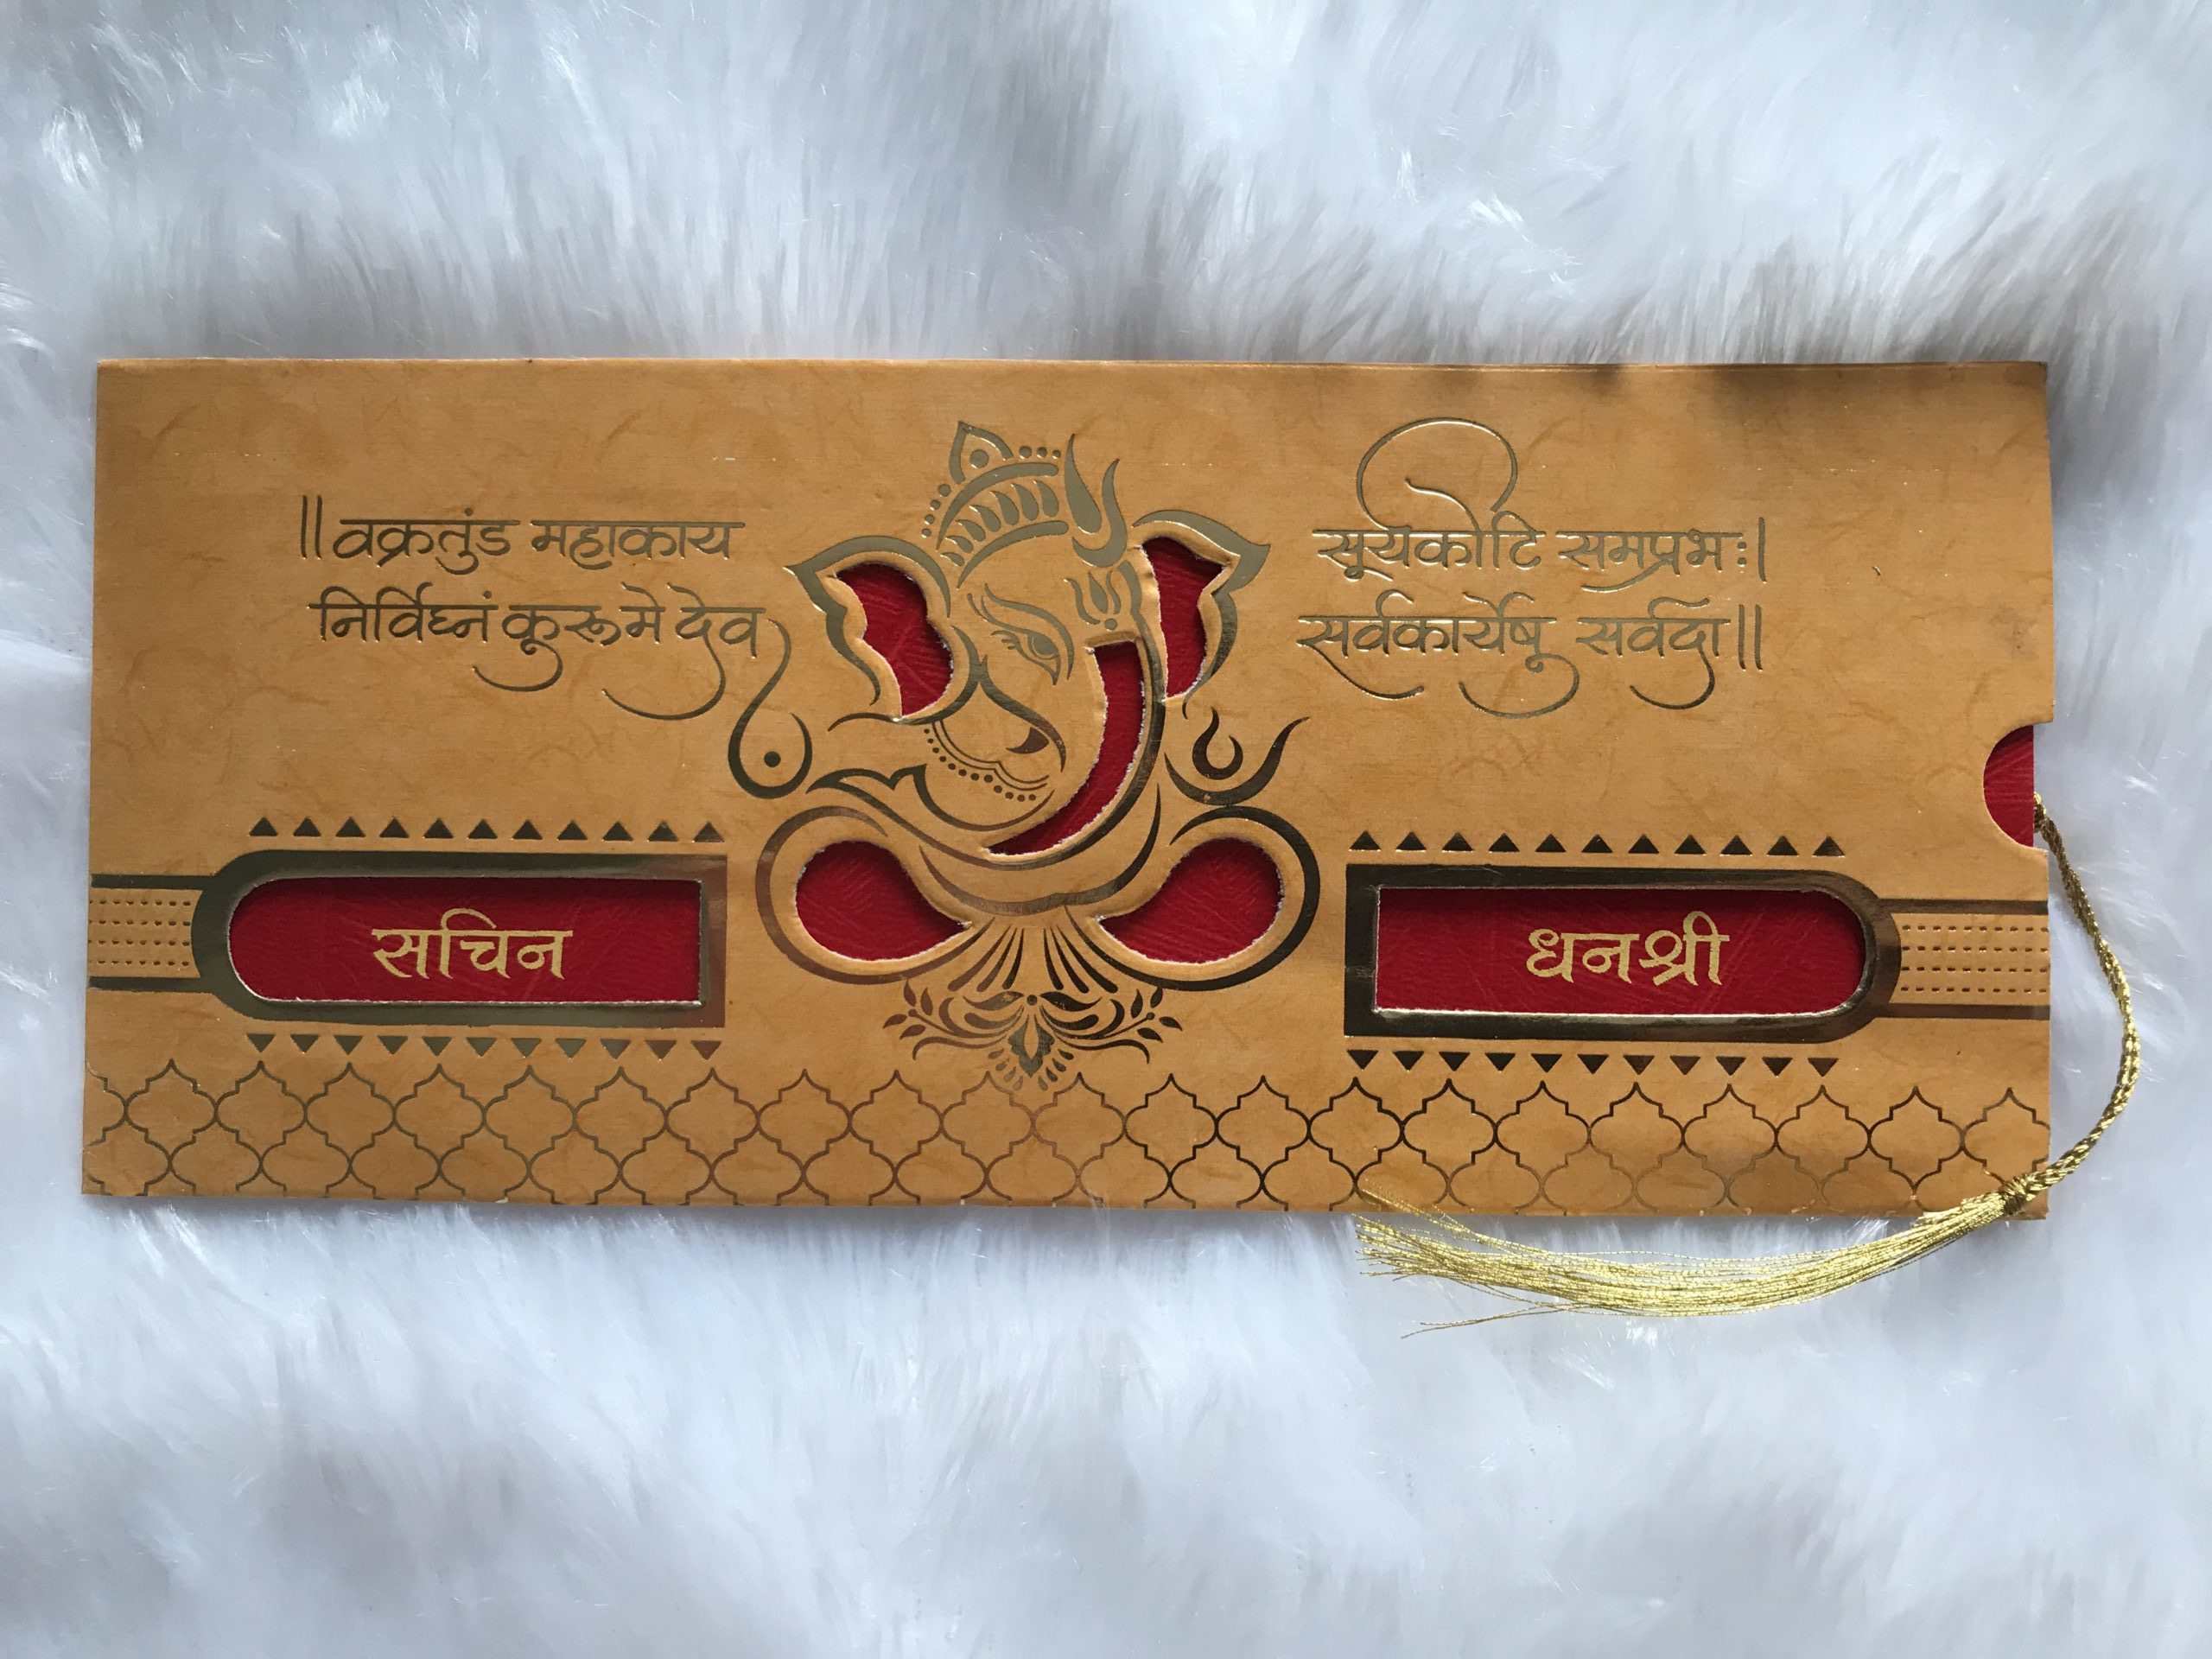 ॥ वक्रतुंड महाकाय
निर्विघ्नं कूरू मे देव
सूर्यकोटि समप्रभः।
सर्वकार्येषू सर्वदा॥
सचिन
धनश्री